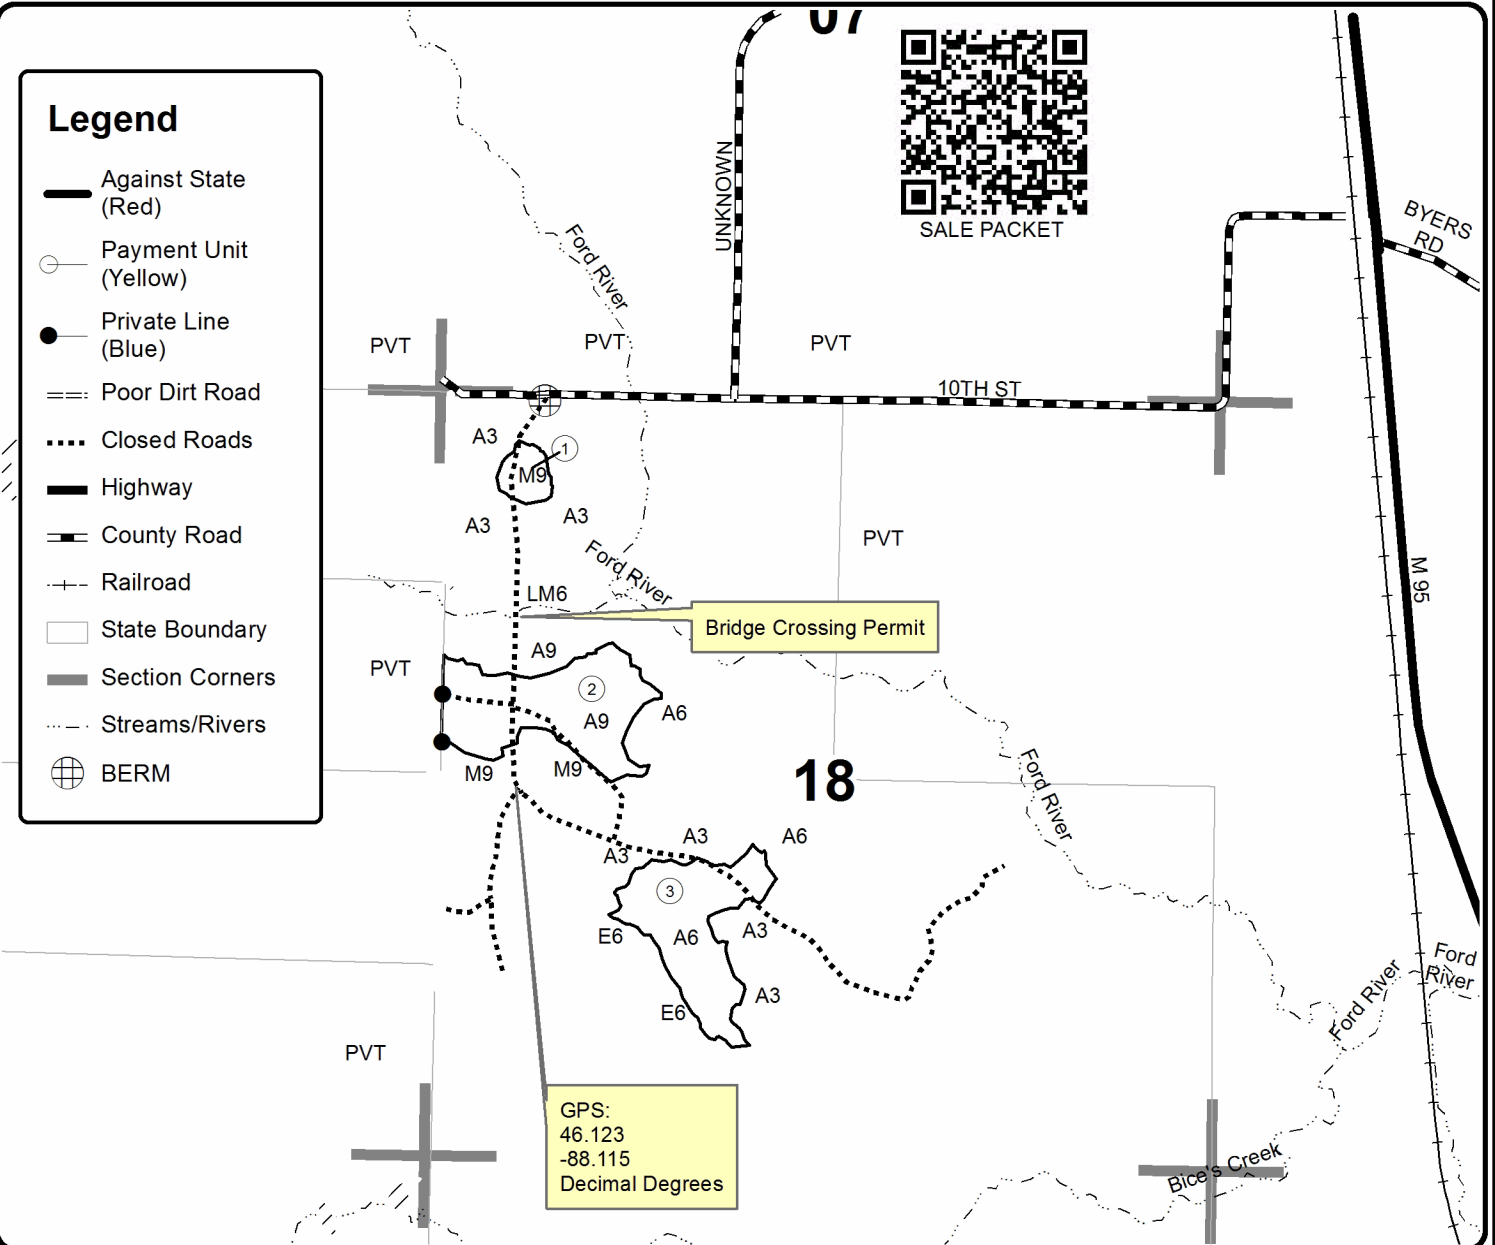 07
SALE PACKET
Legend
Against State
(Red)
Payment Unit
(Yellow)
Private Line
(Blue)
Poor Dirt Road
Closed Roads
Highway
County Road
Railroad
State Boundary
Section Corners
Streams/Rivers
BERM
UNKNOWN
BYERS
RD
Ford River
PVT
PVT
PVT
10TH ST
A3
1
M9
A3
A3
PVT
Ford River
M 95
LM6
Bridge Crossing Permit
A9
PVT
2
A6
A9
M9
M9
18
Ford River
A3
A6
A3
3
E6
A6
A3
Ford
River
Ford River
A3
E6
PVT
GPS:
46.123
-88.115
Decimal Degrees
Bice's Creek